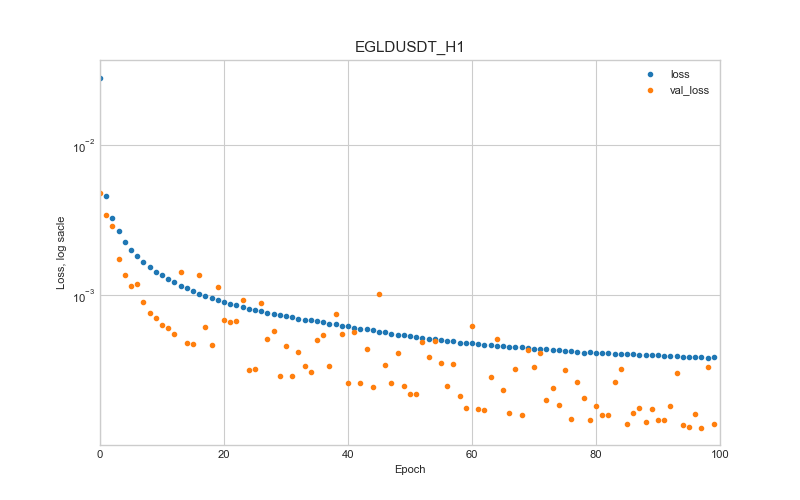 EGLDUSDT_H1
loss
val_loss
Loss, log sacle
10⁻²
10⁻³
0 20 40 60 80 100
Epoch